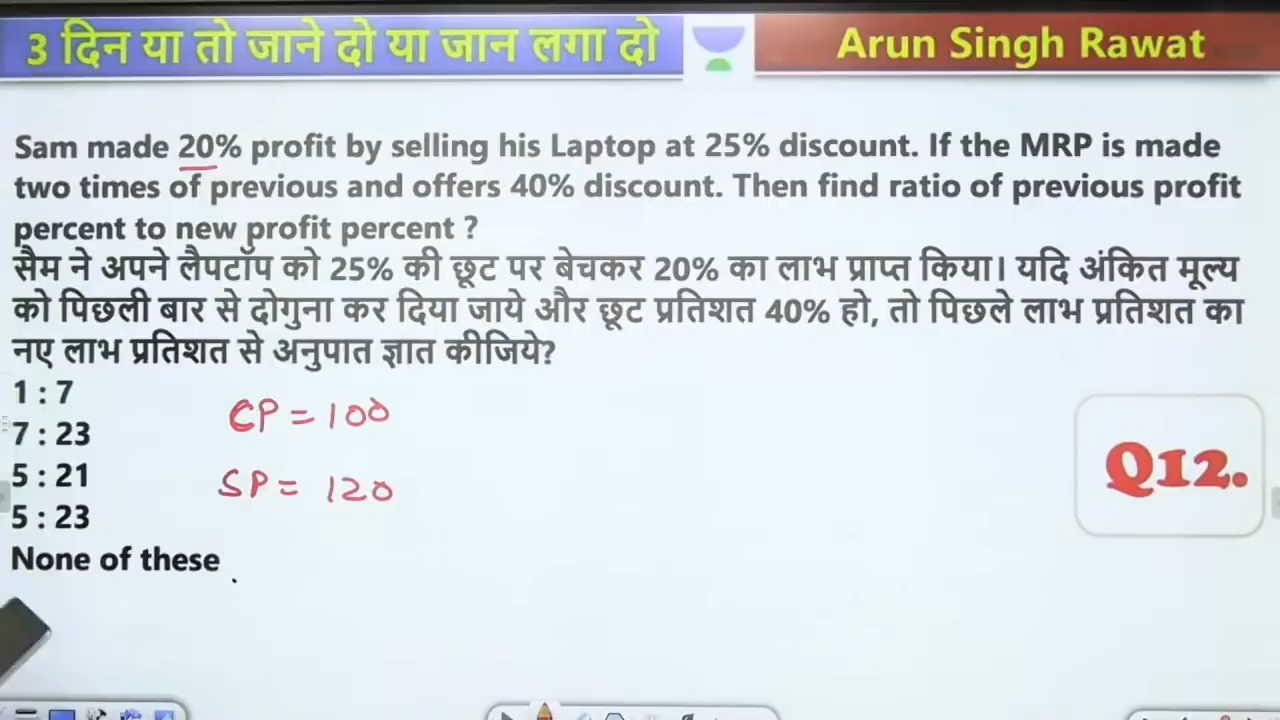 3 दिन या तो जाने दो या जान लगा दो
Arun Singh Rawat
Sam made 20% profit by selling his Laptop at 25% discount. If the MRP is made
two times of previous and offers 40% discount. Then find ratio of previous profit
percent to new profit percent ?
सैम ने अपने लैपटॉप को 25% की छूट पर बेचकर 20% का लाभ प्राप्त किया। यदि अंकित मूल्य
को पिछली बार से दोगुना कर दिया जाये और छूट प्रतिशत 40% हो, तो पिछले लाभ प्रतिशत का
नए लाभ प्रतिशत से अनुपात ज्ञात कीजिये?
1 : 7
7 : 23
5 : 21
5 : 23
None of these
CP = 100
SP = 120
Q12.